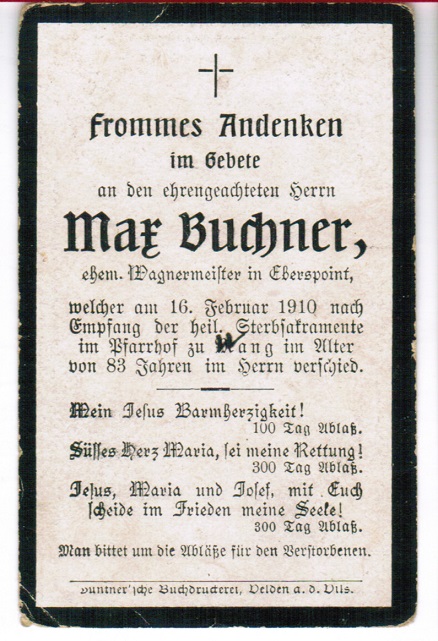 Frommes Andenken
im Gebete
an den ehrengeachteten Herrn
Max Buchner,
ehem. Wagnermeister in Eberspoint,
welcher am 16. Februar 1910 nach
Empfang der heil. Sterbsakramente
im Pfarrhof zu Wang im Alter
von 83 Jahren im Herrn verschied.
Mein Jesus Barmherzigkeit!
100 Tag Ablaß.
Süßes Herz Maria, sei meine Rettung!
300 Tag Ablaß.
Jesus, Maria und Josef, mit Euch
scheide im Frieden meine Seele!
300 Tag Ablaß.
Man bittet um die Abläße für den Verstorbenen.
Buchdruckerei, Velden a. d. Vils.